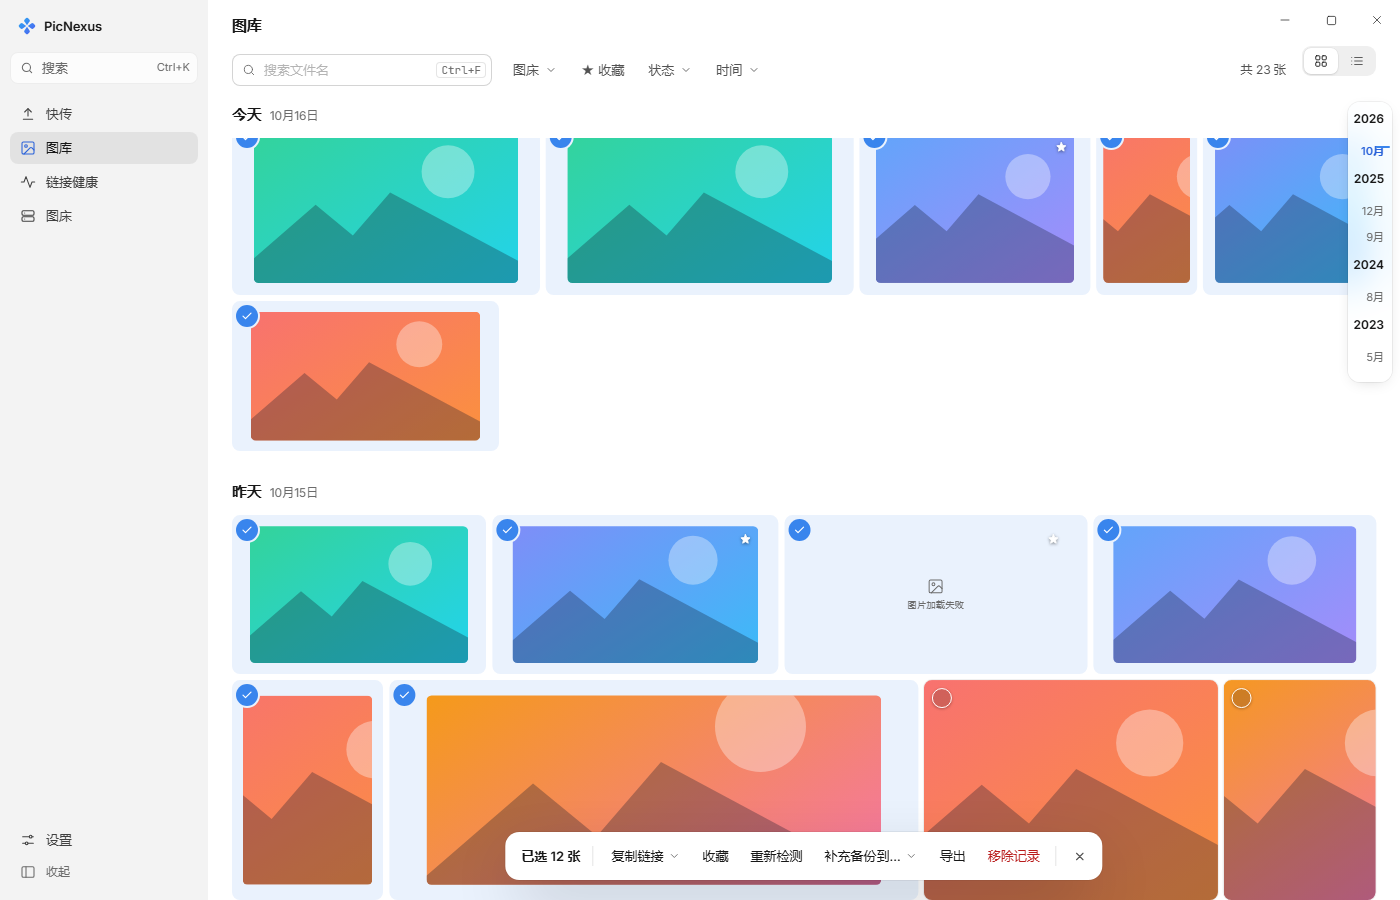 PicNexus
搜索 Ctrl+K
快传
图库
链接健康
图床
设置
收起
图库
搜索文件名 Ctrl+F
图床 ★ 收藏 状态 时间
共 23 张
今天 10月16日
昨天 10月15日
图片加载失败
2026
10月
2025
12月
9月
2024
8月
2023
5月
已选 12 张 复制链接 收藏 重新检测 补充备份到... 导出 移除记录